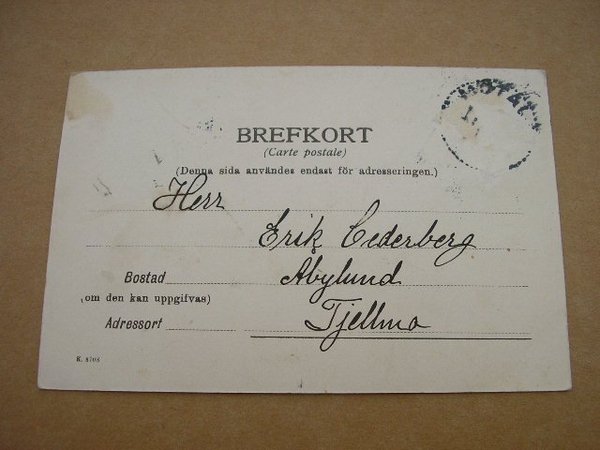 BREFKORT
(Carte postale)
(Denna sida användes endast för adresseringen.)
Herr
Erik Cederberg
Bostad Abylund
(om den kan uppgifvas)
Adressort Tjellmo
K. 8708